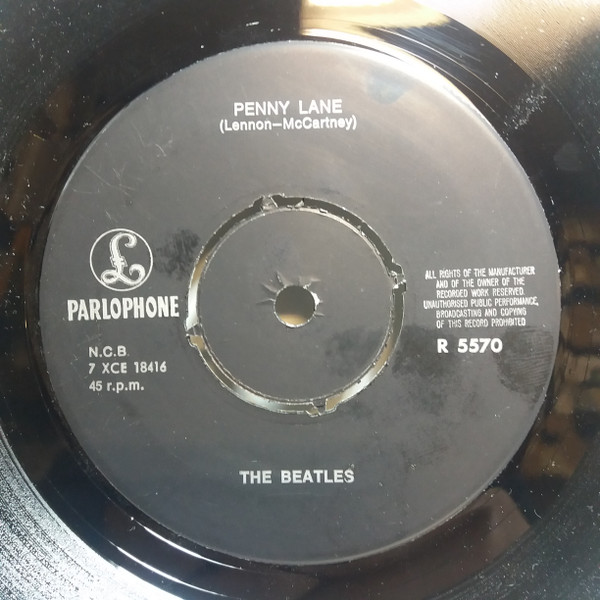 PENNY LANE
(Lennon–McCartney)
£
PARLOPHONE
ALL RIGHTS OF THE MANUFACTURER
AND OF THE OWNER OF THE
RECORDED WORK RESERVED.
UNAUTHORISED PUBLIC PERFORMANCE,
BROADCASTING AND COPYING
OF THIS RECORD PROHIBITED
R 5570
N.C.B.
7 XCE 18416
45 r.p.m.
THE BEATLES